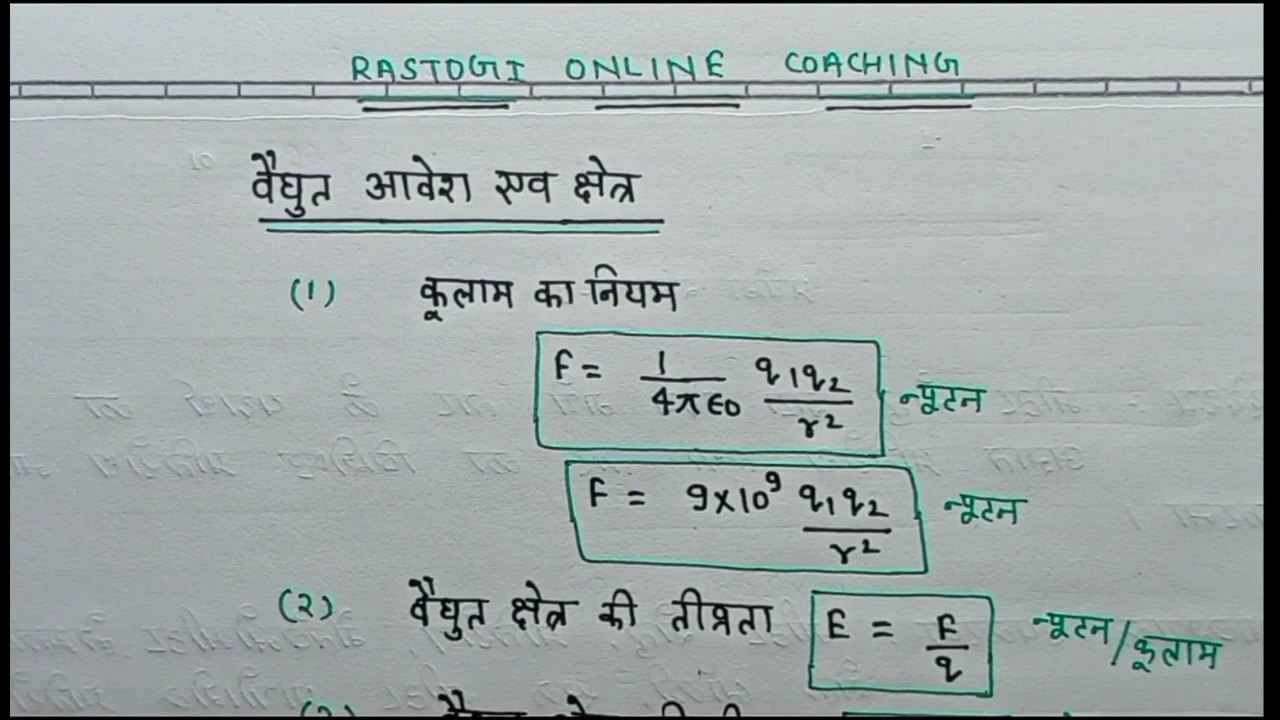 RASTOGI ONLINE COACHING
वैद्युत आवेश एव क्षेत्र
(1) कूलाम का नियम
F = 1/4πϵ0 q1q2/r² न्यूटन
F = 9×10⁹ q1q2/r² न्यूटन
(2) वैद्युत क्षेत्र की तीव्रता E = F/q न्यूटन/कूलाम